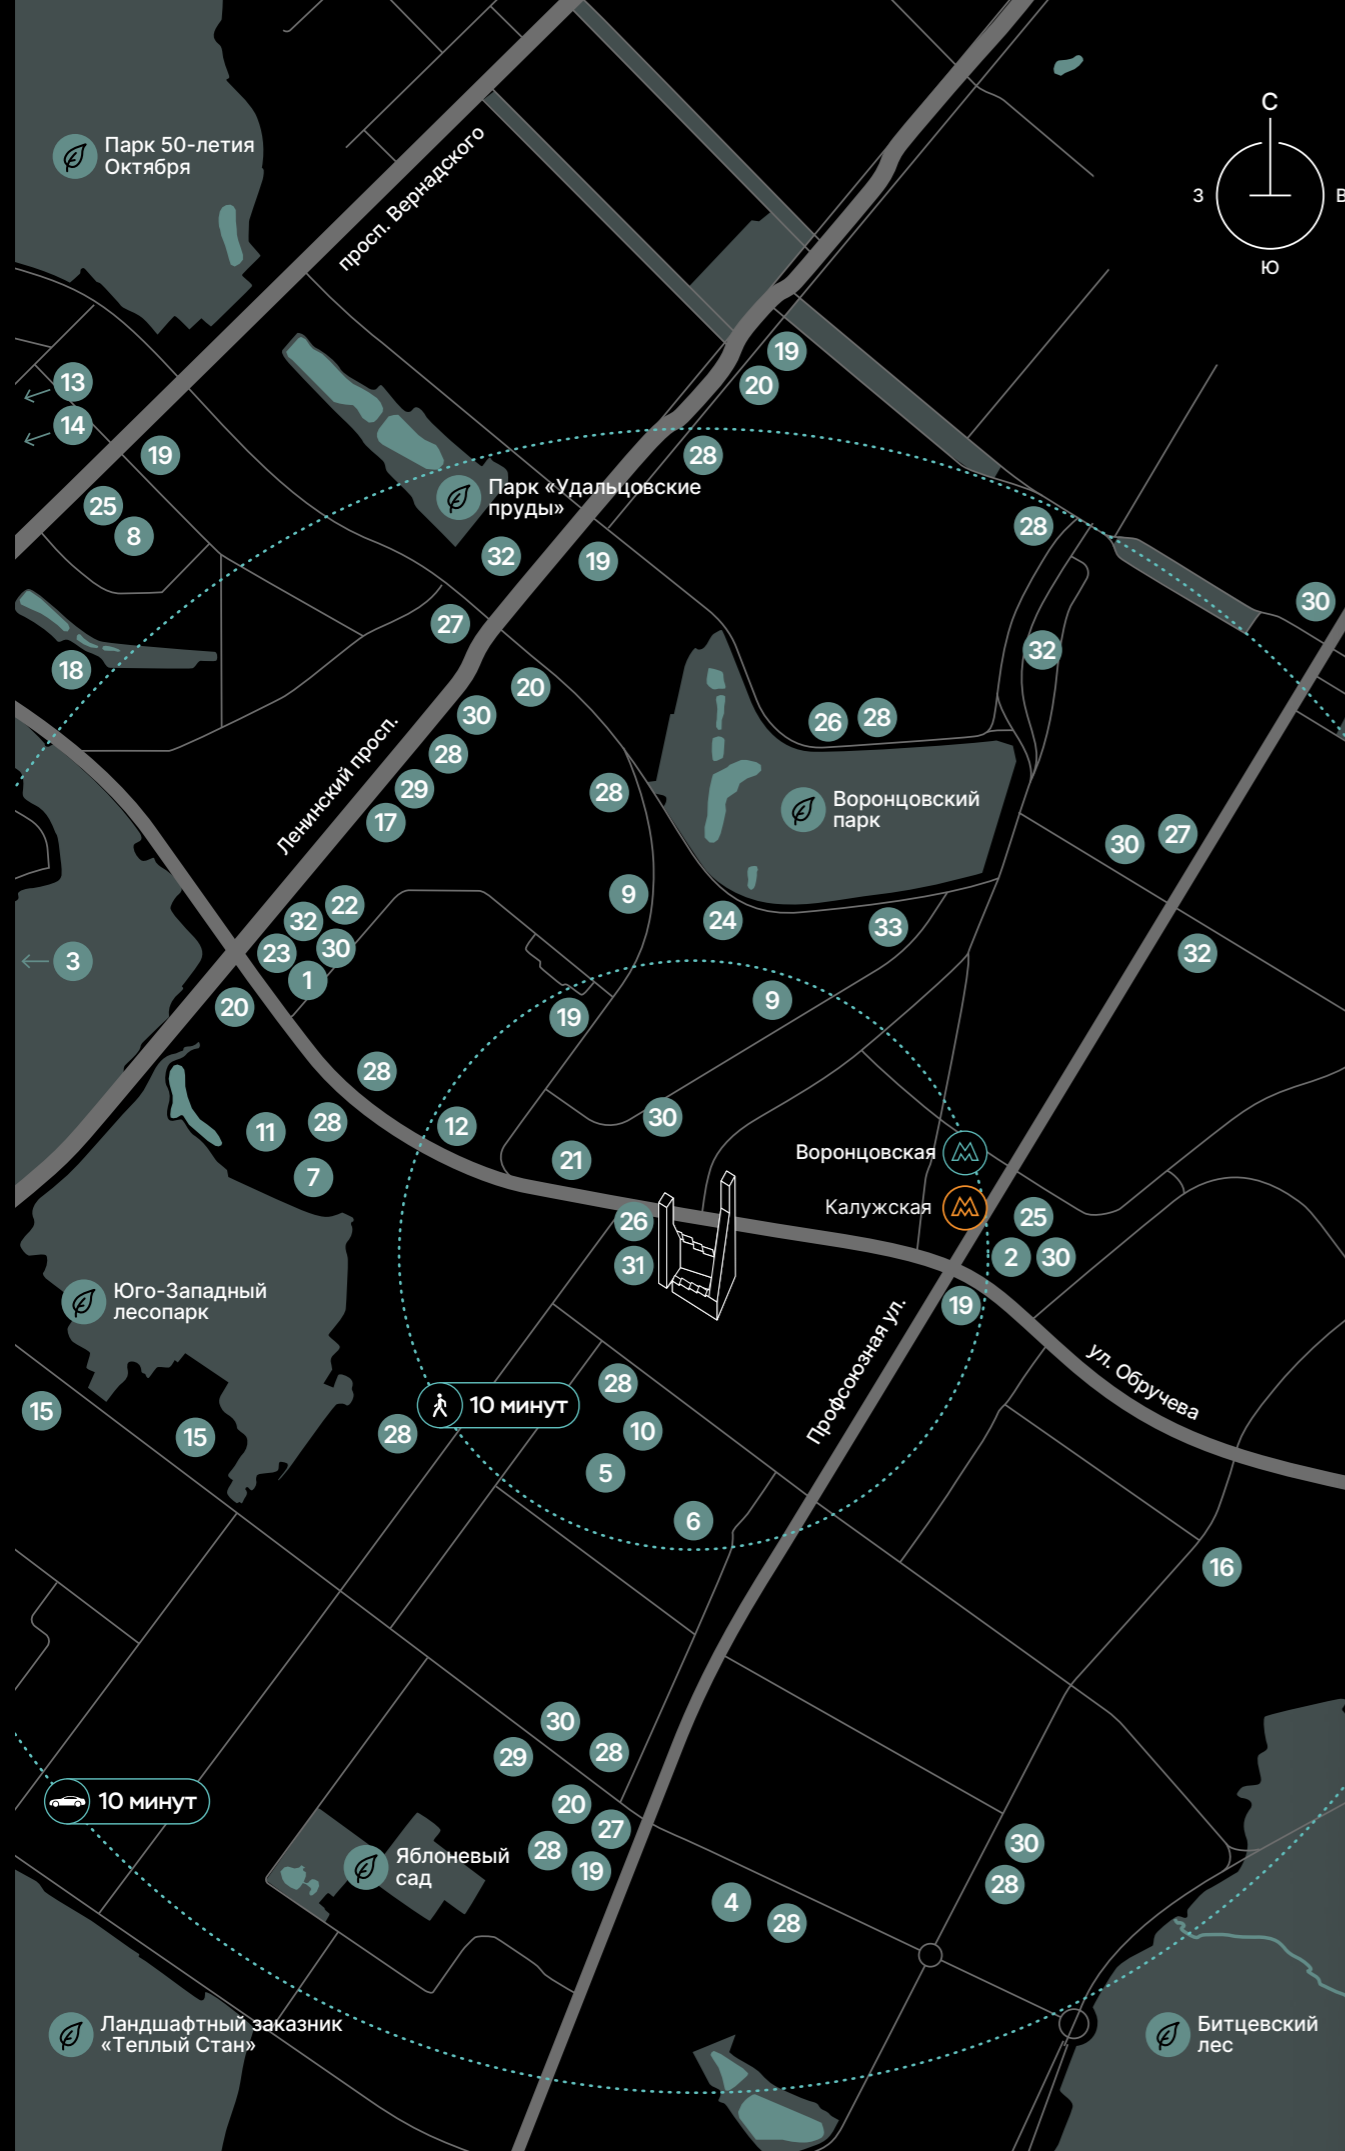 С
З
В
Ю
Парк 50-летия
Октября
просп. Вернадского
19
20
13
14
19
28
25
8
Парк «Удальцовские
пруды»
28
32
19
30
27
32
18
20
30
26
28
28
Ленинский просп.
29
28
17
Воронцовский
парк
30
27
9
22
32
24
33
23
30
32
3
1
20
9
19
28
30
28
12
11
21
Воронцовская
7
Калужская
26
25
31
2
30
Юго-Западный
лесопарк
19
Профсоюзная ул.
ул. Обручева
28
10 минут
15
15
28
10
5
6
16
30
29
28
10 минут
20
27
28
19
30
Яблоневый
сад
28
4
28
Ландшафтный заказник
«Теплый Стан»
Битцевский
лес